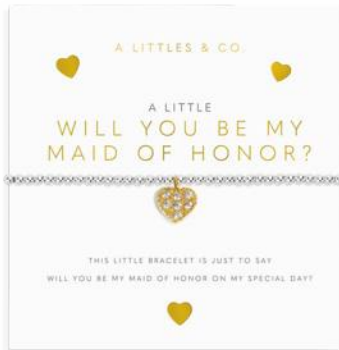 A LITTLES & CO.
A LITTLE
WILL YOU BE MY
MAID OF HONOR?
THIS LITTLE BRACELET IS JUST TO SAY
WILL YOU BE MY MAID OF HONOR ON MY SPECIAL DAY?